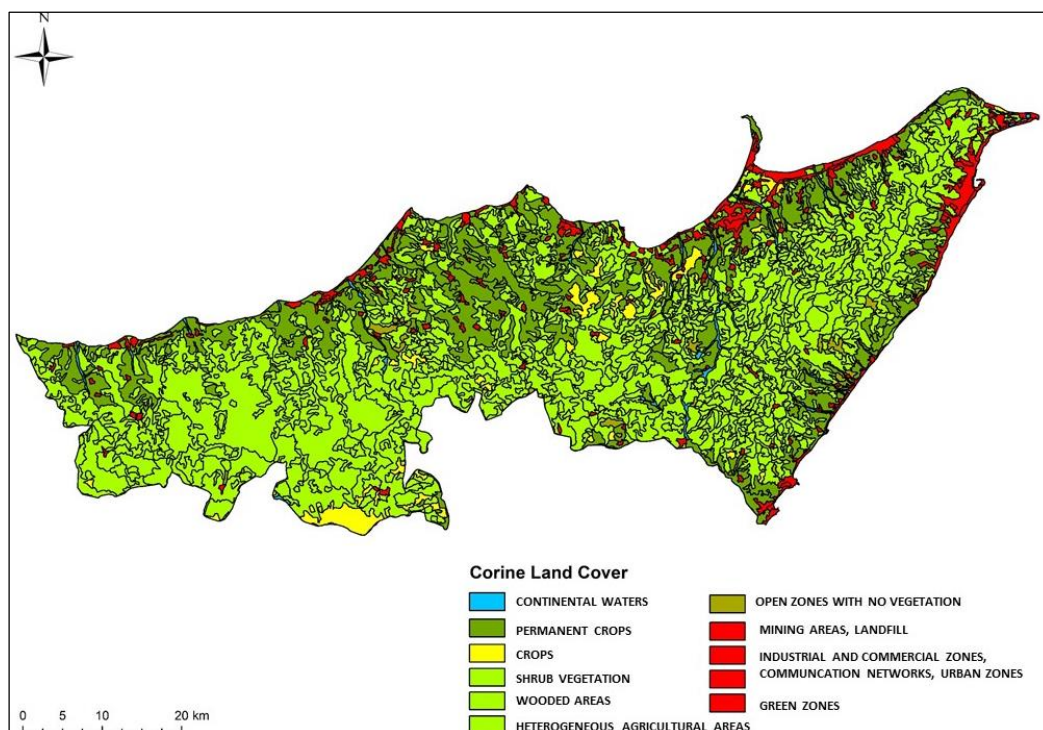 N
Corine Land Cover
CONTINENTAL WATERS
PERMANENT CROPS
CROPS
SHRUB VEGETATION
WOODED AREAS
HETEROGENEOUS AGRICULTURAL AREAS
OPEN ZONES WITH NO VEGETATION
MINING AREAS, LANDFILL
INDUSTRIAL AND COMMERCIAL ZONES,
COMMUNCATION NETWORKS, URBAN ZONES
GREEN ZONES
0 5 10 20 km